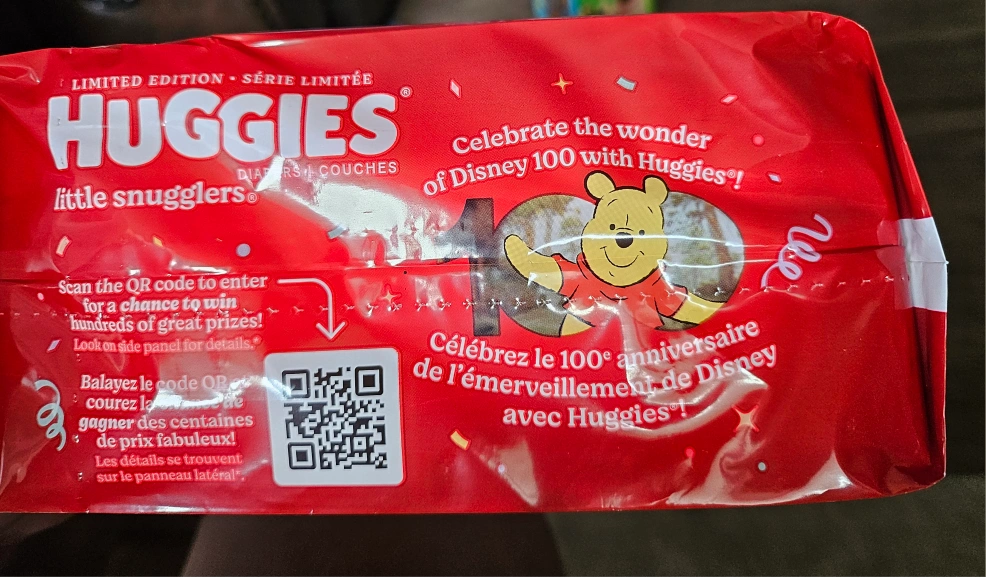 LIMITED EDITION • SÉRIE LIMITÉE
HUGGIES®
DIAPERS | COUCHES
little snugglers®
Scan the QR code to enter
for a chance to win
hundreds of great prizes!
Look on side panel for details.*
Balayez le code QR et
courez la de
gagner des centaines
de prix fabuleux!
Les détails se trouvent
sur le panneau latéral*.
Celebrate the wonder
of Disney 100 with Huggies®!
100
Célébrez le 100e anniversaire
de l'émerveillement de Disney
avec Huggies®!